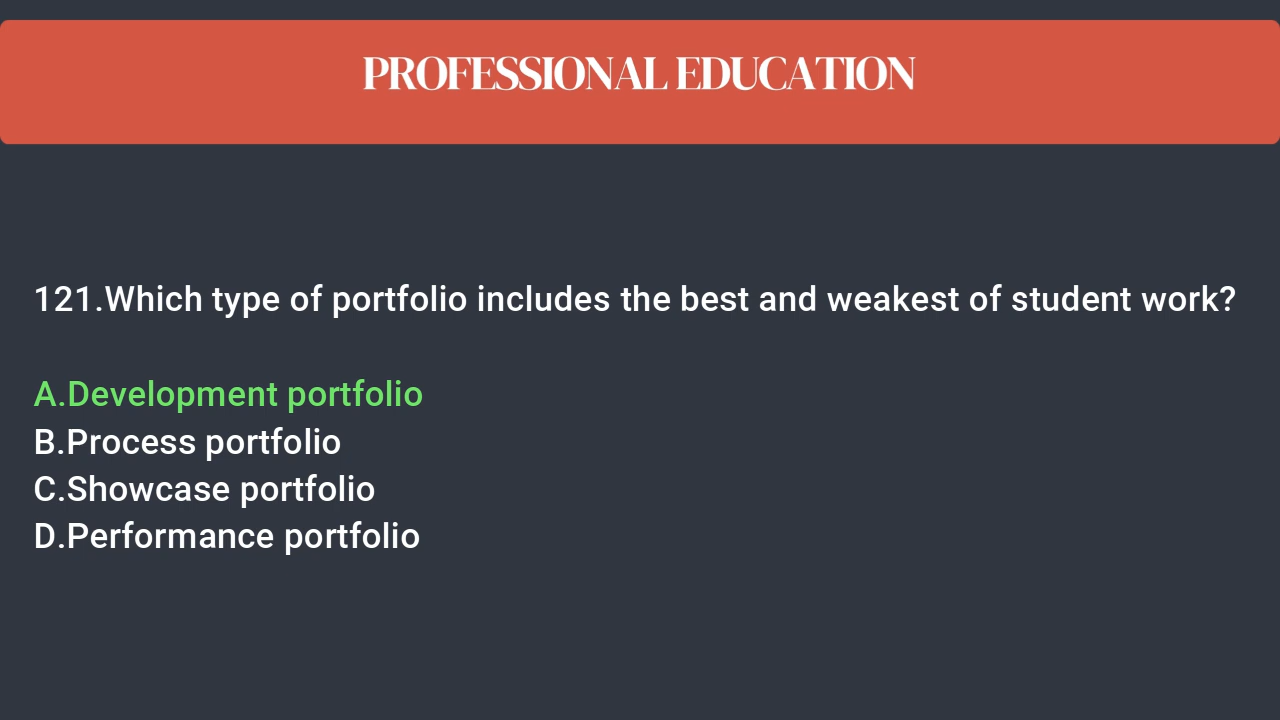 PROFESSIONAL EDUCATION
121.Which type of portfolio includes the best and weakest of student work?
A.Development portfolio
B.Process portfolio
C.Showcase portfolio
D.Performance portfolio